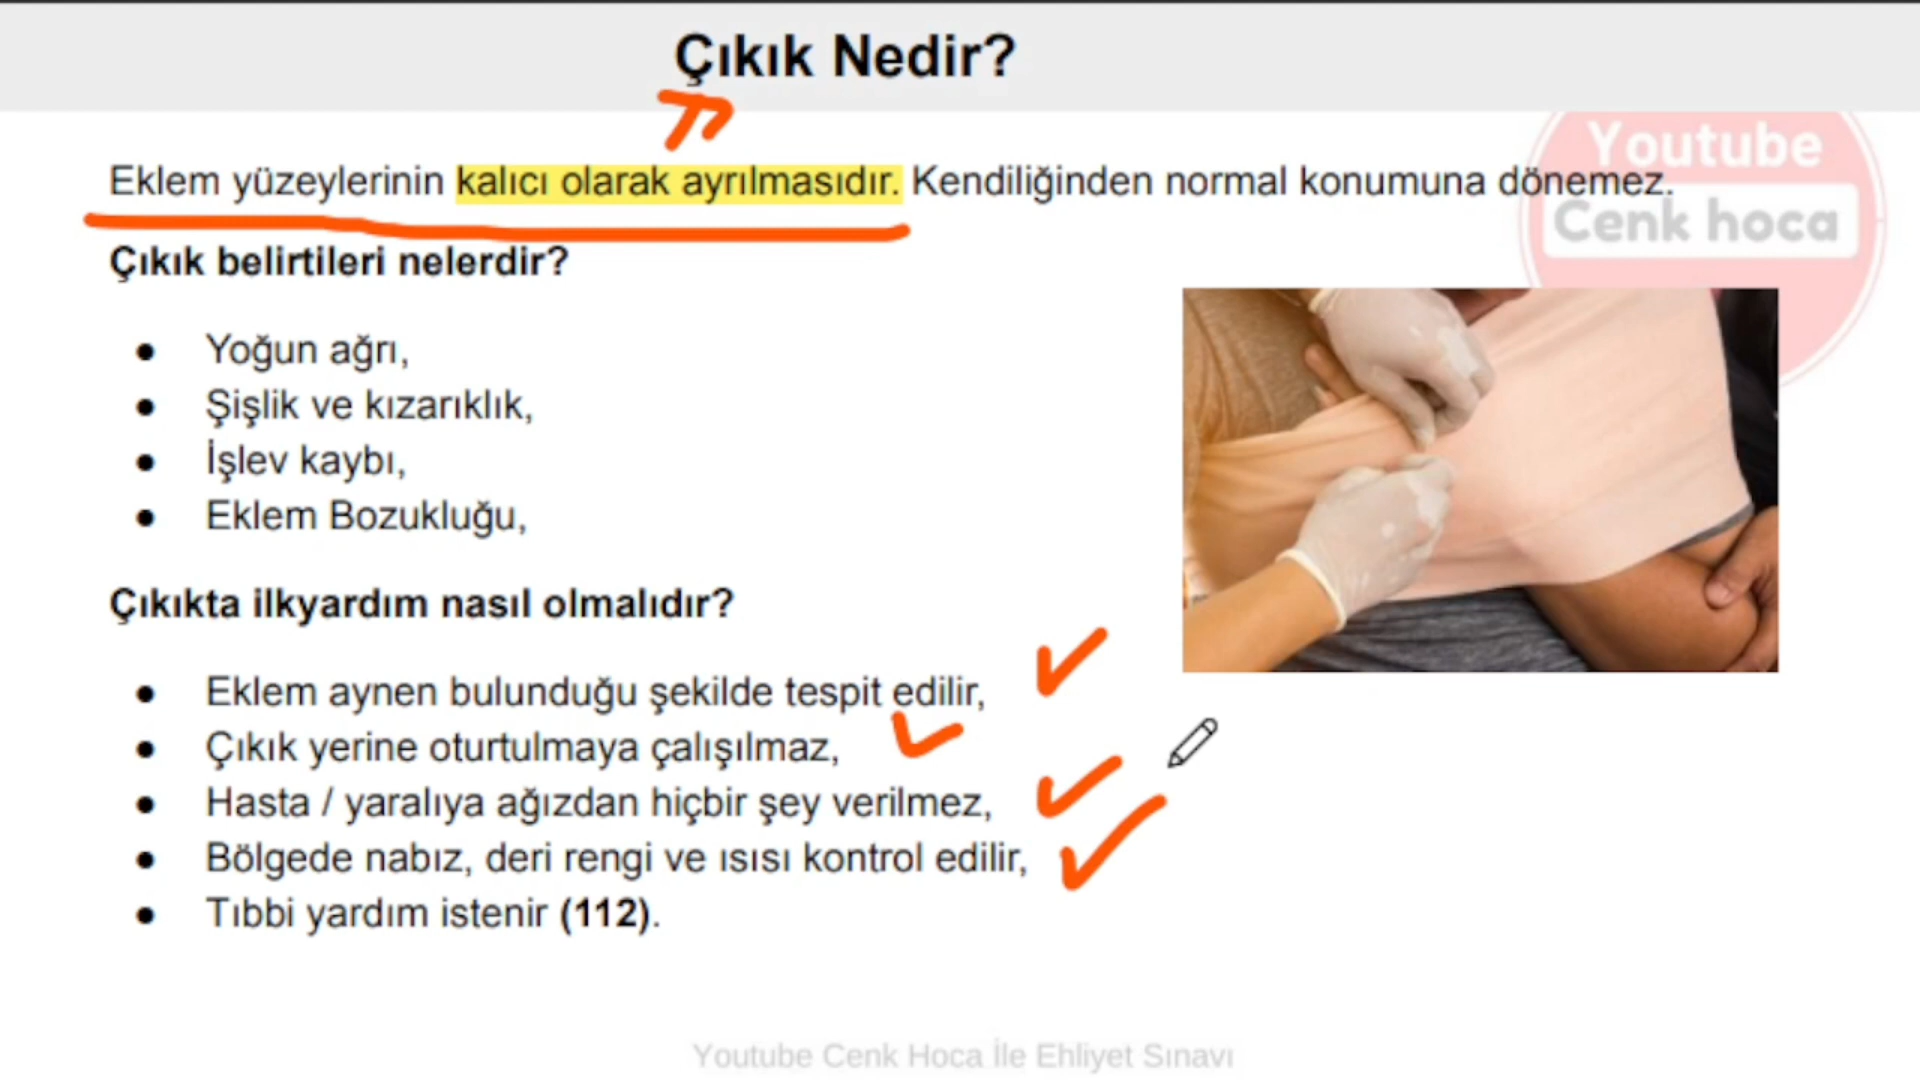 Çıkık Nedir?
Youtube
Cenk hoca
Eklem yüzeylerinin kalıcı olarak ayrılmasıdır. Kendiliğinden normal konumuna dönemez.
Çıkık belirtileri nelerdir?
● Yoğun ağrı,
● Şişlik ve kızarıklık,
● İşlev kaybı,
● Eklem Bozukluğu,
Çıkıkta ilkyardım nasıl olmalıdır?
● Eklem aynen bulunduğu şekilde tespit edilir,
● Çıkık yerine oturtulmaya çalışılmaz,
● Hasta / yaralıya ağızdan hiçbir şey verilmez,
● Bölgede nabız, deri rengi ve ısısı kontrol edilir,
● Tıbbi yardım istenir (112).
Youtube Cenk Hoca İle Ehliyet Sınavı